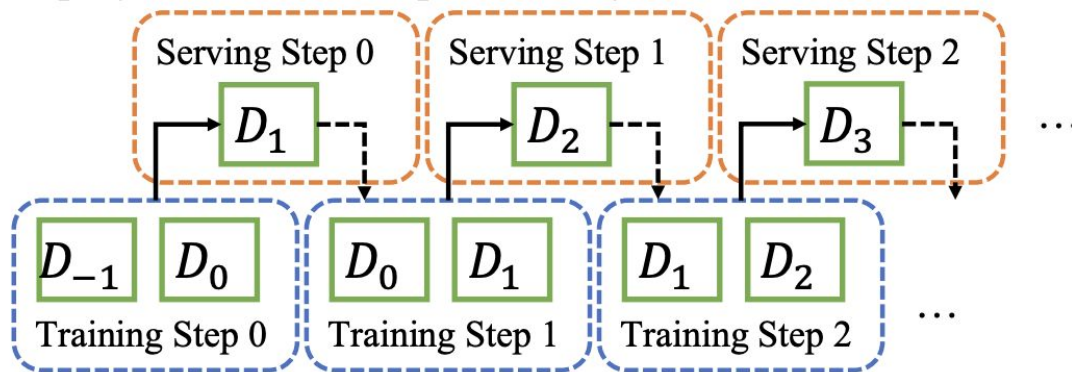 Serving Step 0
Serving Step 1
Serving Step 2
D₁
D₂
D₃
...
D₋₁
D₀
D₀
D₁
D₁
D₂
...
Training Step 0
Training Step 1
Training Step 2